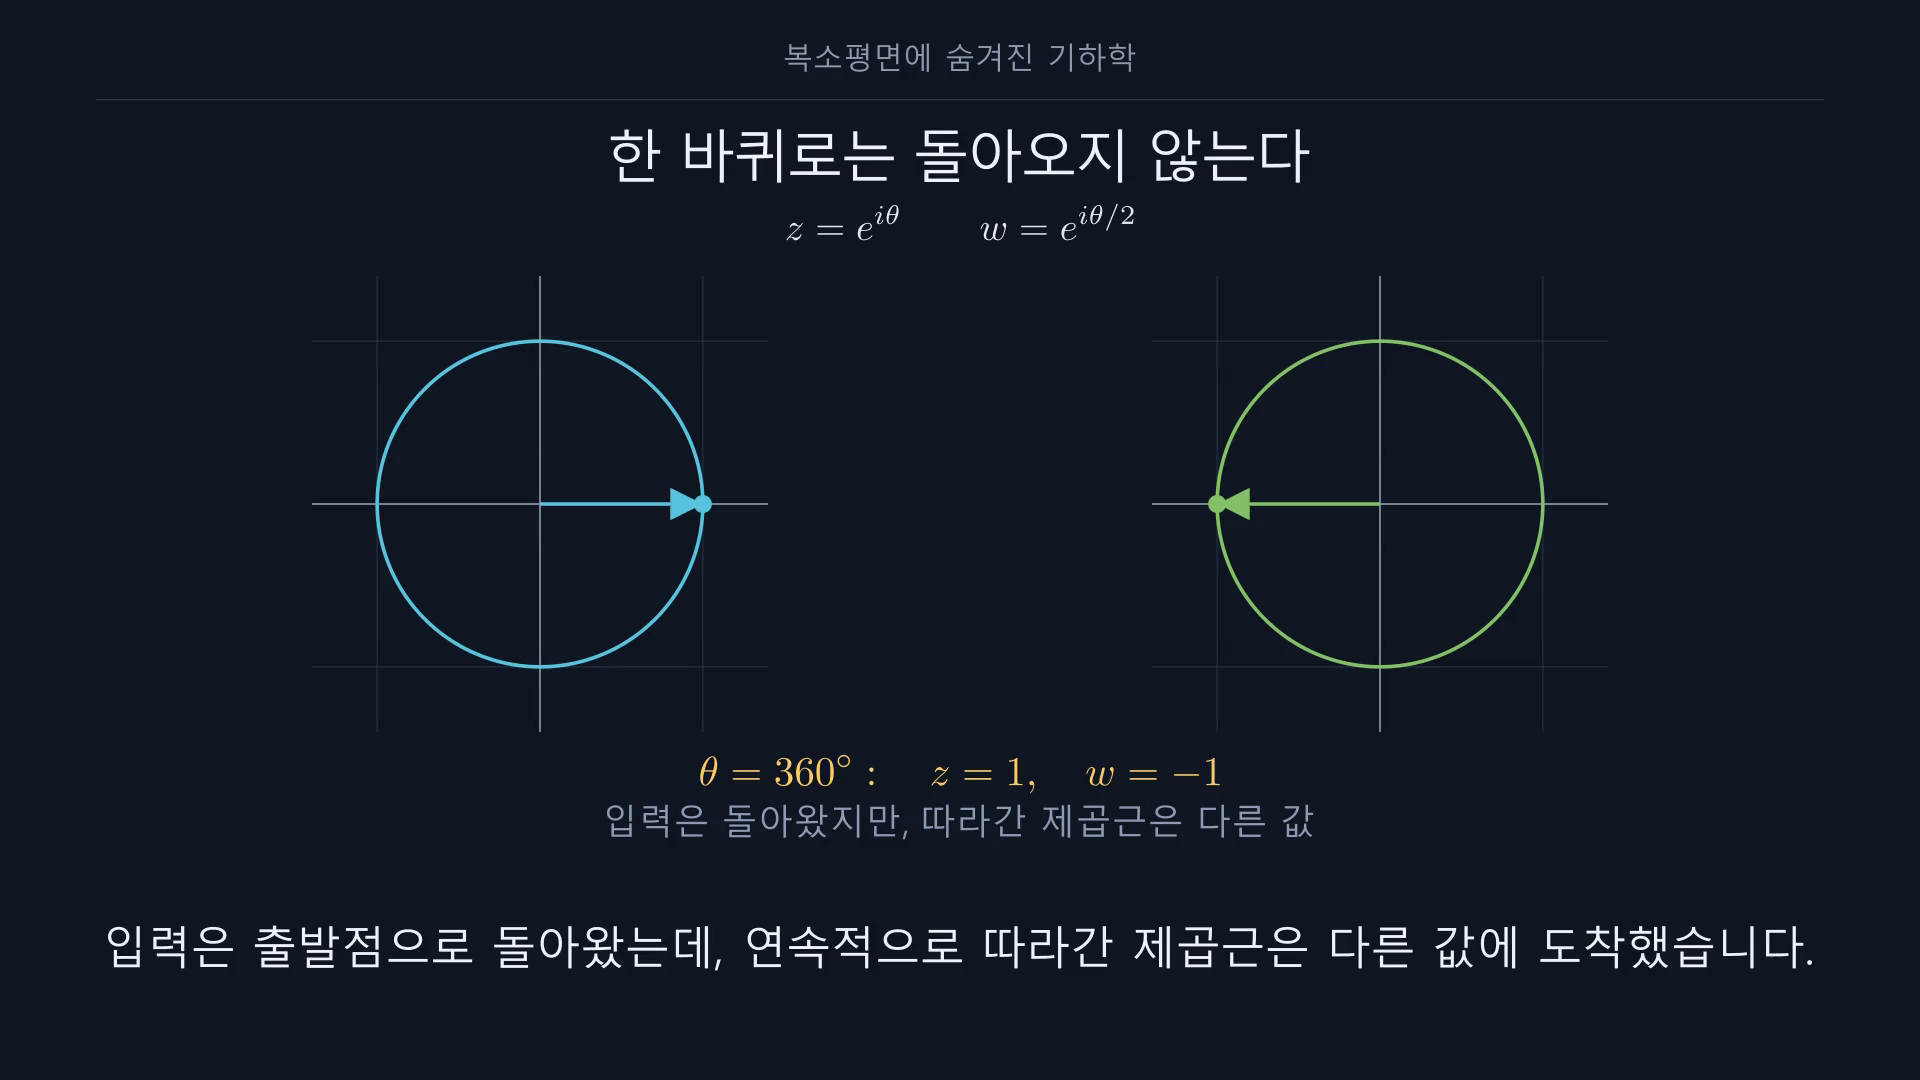 복소평면에 숨겨진 기하학
한 바퀴로는 돌아오지 않는다
z = e^{iθ} w = e^{iθ/2}
θ = 360° : z = 1, w = −1
입력은 돌아왔지만, 따라간 제곱근은 다른 값
입력은 출발점으로 돌아왔는데, 연속적으로 따라간 제곱근은 다른 값에 도착했습니다.